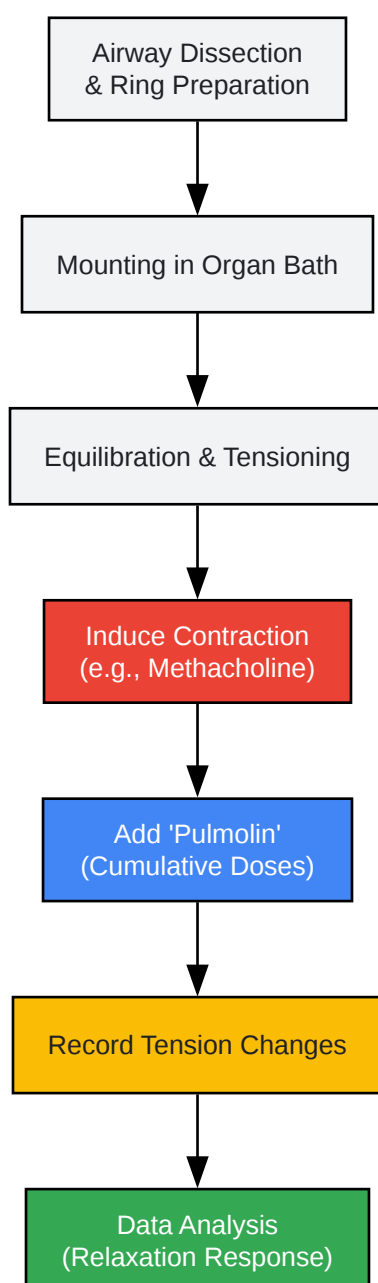 Airway Dissection
& Ring Preparation
Mounting in Organ Bath
Equilibration & Tensioning
Induce Contraction
(e.g., Methacholine)
Add 'Pulmolin'
(Cumulative Doses)
Record Tension Changes
Data Analysis
(Relaxation Response)